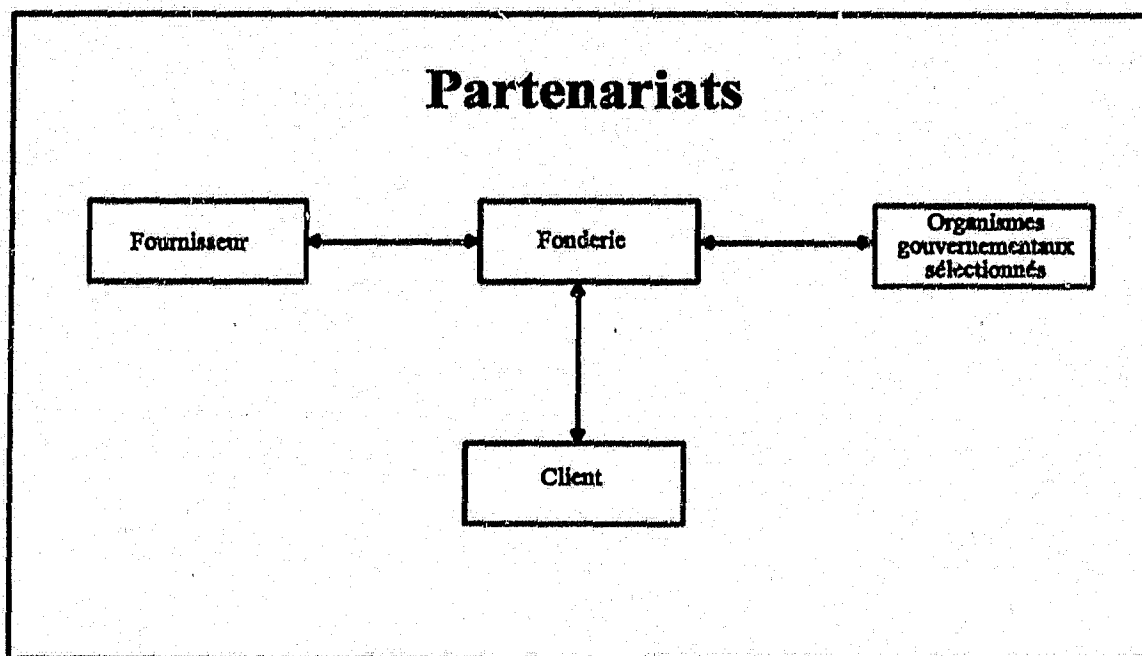 Partenariats
Fournisseur
Fonderie
Organismes
gouvernementaux
sélectionnés
Client